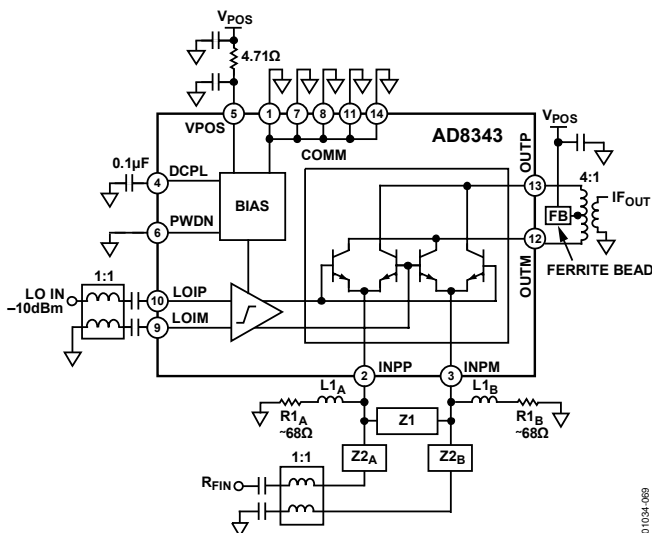 VPOS
4.71Ω
5
1
7
8
11
14
VPOS
COMM
AD8343
VPOS
OUTP
0.1µF
4
DCPL
BIAS
13
4:1
IFOUT
FB
6
PWDN
12
OUTM
FERRITE BEAD
1:1
LO IN
–10dBm
10
LOIP
9
LOIM
2
INPP
3
INPM
L1A
L1B
R1A
~68Ω
Z1
R1B
~68Ω
1:1
Z2A
Z2B
RFIN
01034-069